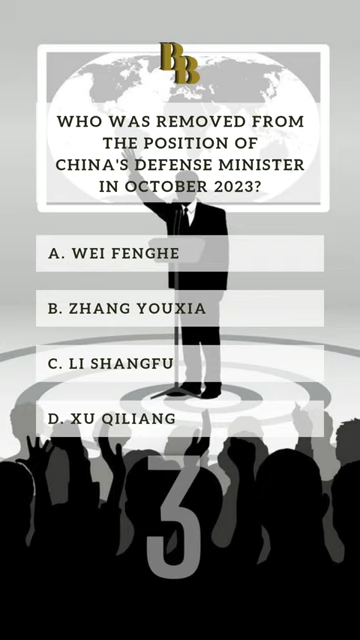 BB
WHO WAS REMOVED FROM
THE POSITION OF
CHINA'S DEFENSE MINISTER
IN OCTOBER 2023?
A. WEI FENGHE
B. ZHANG YOUXIA
C. LI SHANGFU
D. XU QILIANG
3